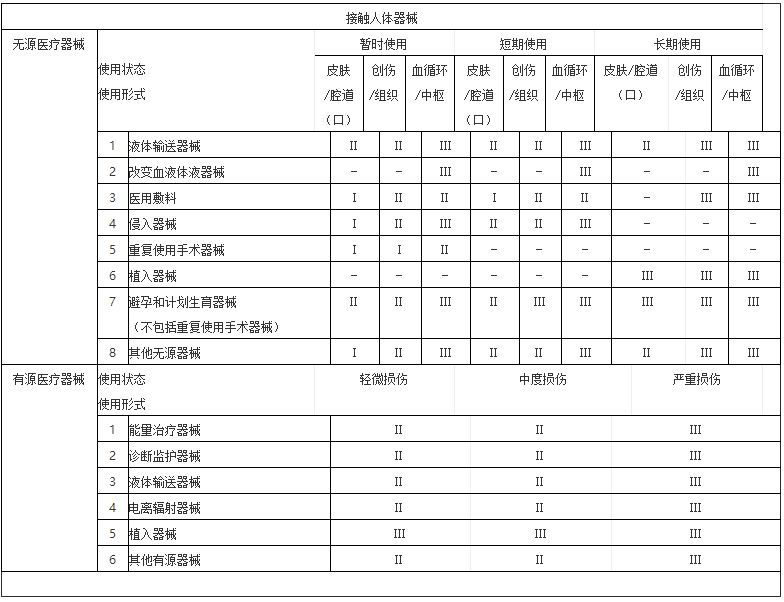 接触人体器械
无源医疗器械 使用状态 使用形式 暂时使用 短期使用 长期使用
皮肤/腔道（口） 创伤/组织 血循环/中枢 皮肤/腔道（口） 创伤/组织 血循环/中枢 皮肤/腔道（口） 创伤/组织 血循环/中枢
1 液体输送器械 II II III II II III II III III
2 改变血液体液器械 – – III – – III – – III
3 医用敷料 I II II I II II – III III
4 侵入器械 I II III II II III – – –
5 重复使用手术器械 I I II – – – – – –
6 植入器械 – – – – – – III III III
7 避孕和计划生育器械 II II III II III III III III III
（不包括重复使用手术器械）
8 其他无源器械 I II III II II III II III III
有源医疗器械 使用状态 轻微损伤 中度损伤 严重损伤
使用形式
1 能量治疗器械 II II III
2 诊断监护器械 II II III
3 液体输送器械 II II III
4 电离辐射器械 II II III
5 植入器械 III III III
6 其他有源器械 II II III